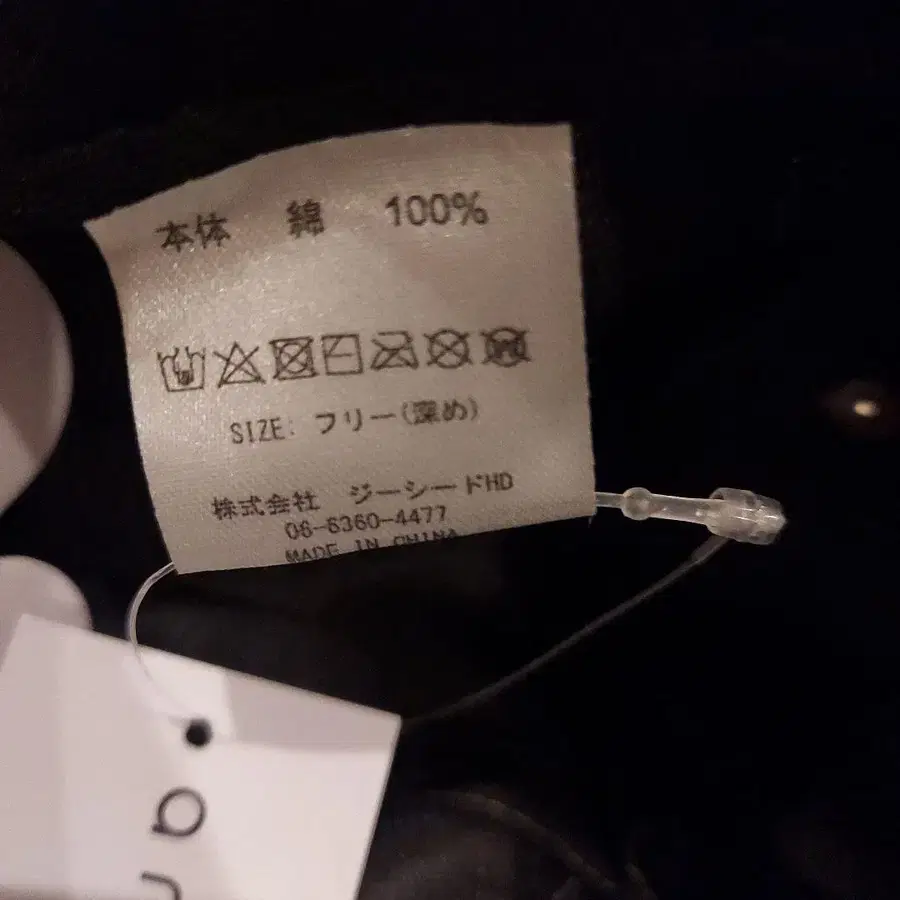 本体 綿 100%
SIZE: フリー(深め)
株式会社 ジーシードHD
06-6360-4477
MADE IN CHINA